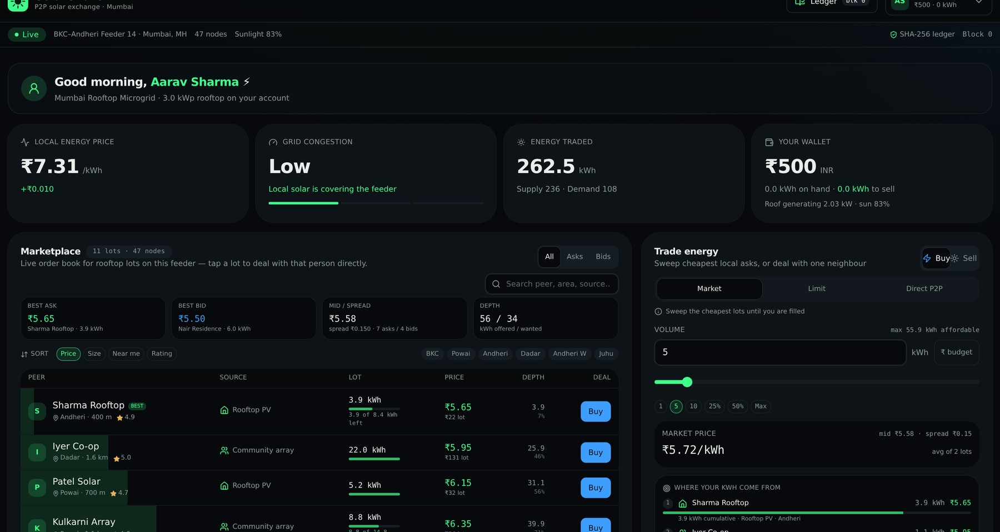 P2P solar exchange · Mumbai
Ledger blk 0
AS ₹500 · 0 kWh
Live BKC–Andheri Feeder 14 · Mumbai, MH 47 nodes Sunlight 83%
SHA-256 ledger Block 0
Good morning, Aarav Sharma ⚡
Mumbai Rooftop Microgrid · 3.0 kWp rooftop on your account
LOCAL ENERGY PRICE
₹7.31 /kWh
+₹0.010
GRID CONGESTION
Low
Local solar is covering the feeder
ENERGY TRADED
262.5 kWh
Supply 236 · Demand 108
YOUR WALLET
₹500 INR
0.0 kWh on hand · 0.0 kWh to sell
Roof generating 2.03 kW · sun 83%
Marketplace 11 lots · 47 nodes
Live order book for rooftop lots on this feeder — tap a lot to deal with that person directly.
All Asks Bids
Search peer, area, source..
BEST ASK
₹5.65
Sharma Rooftop · 3.9 kWh
BEST BID
₹5.50
Nair Residence · 6.0 kWh
MID / SPREAD
₹5.58
spread ₹0.150 · 7 asks / 4 bids
DEPTH
56 / 34
kWh offered / wanted
SORT Price Size Near me Rating
BKC Powai Andheri Dadar Andheri W Juhu
PEER SOURCE LOT PRICE DEPTH DEAL
S Sharma Rooftop BEST
Andheri · 400 m 4.9
Rooftop PV
3.9 kWh
3.9 of 8.4 kWh
left
₹5.65
₹22 lot
3.9
7%
Buy
I Iyer Co-op
Dadar · 1.6 km 5.0
Community array
22.0 kWh
₹5.95
₹131 lot
25.9
46%
Buy
P Patel Solar
Powai · 700 m 4.7
Rooftop PV
5.2 kWh
₹6.15
₹32 lot
31.1
56%
Buy
K Kulkarni Array
Community array
8.8 kWh
₹6.35
39.9
Buy
Trade energy
Sweep cheapest local asks, or deal with one neighbour
Buy Sell
Market Limit Direct P2P
Sweep the cheapest lots until you are filled
VOLUME max 55.9 kWh affordable
5 kWh ₹ budget
1 5 10 25% 50% Max
MARKET PRICE mid ₹5.58 · spread ₹0.15
₹5.72/kWh avg of 2 lots
WHERE YOUR KWH COME FROM
1 Sharma Rooftop 3.9 kWh ₹5.65
3.9 kWh cumulative · Rooftop PV · Andheri
2 Iyer Co-op 1.1 kWh ₹5.95